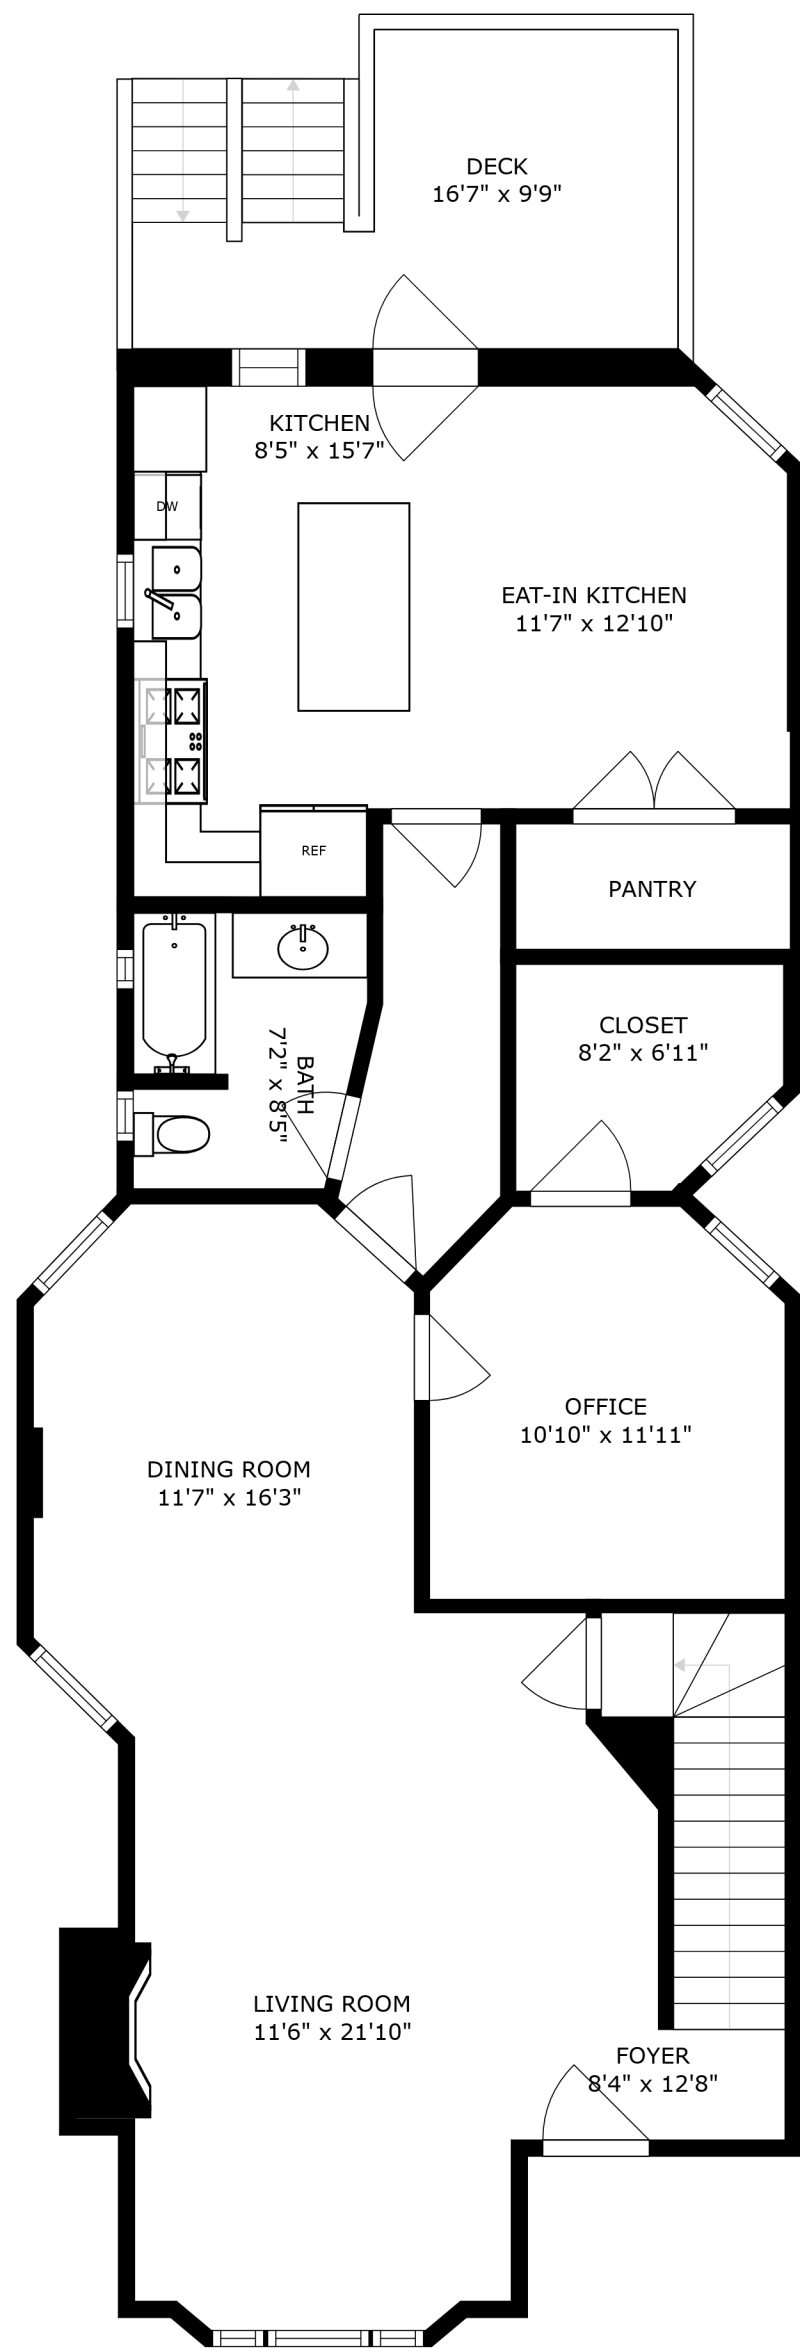 DECK
16'7" x 9'9"
KITCHEN
8'5" x 15'7"
DW
EAT-IN KITCHEN
11'7" x 12'10"
REF
PANTRY
CLOSET
8'2" x 6'11"
BATH
7'2" x 8'5"
OFFICE
10'10" x 11'11"
DINING ROOM
11'7" x 16'3"
LIVING ROOM
11'6" x 21'10"
FOYER
8'4" x 12'8"